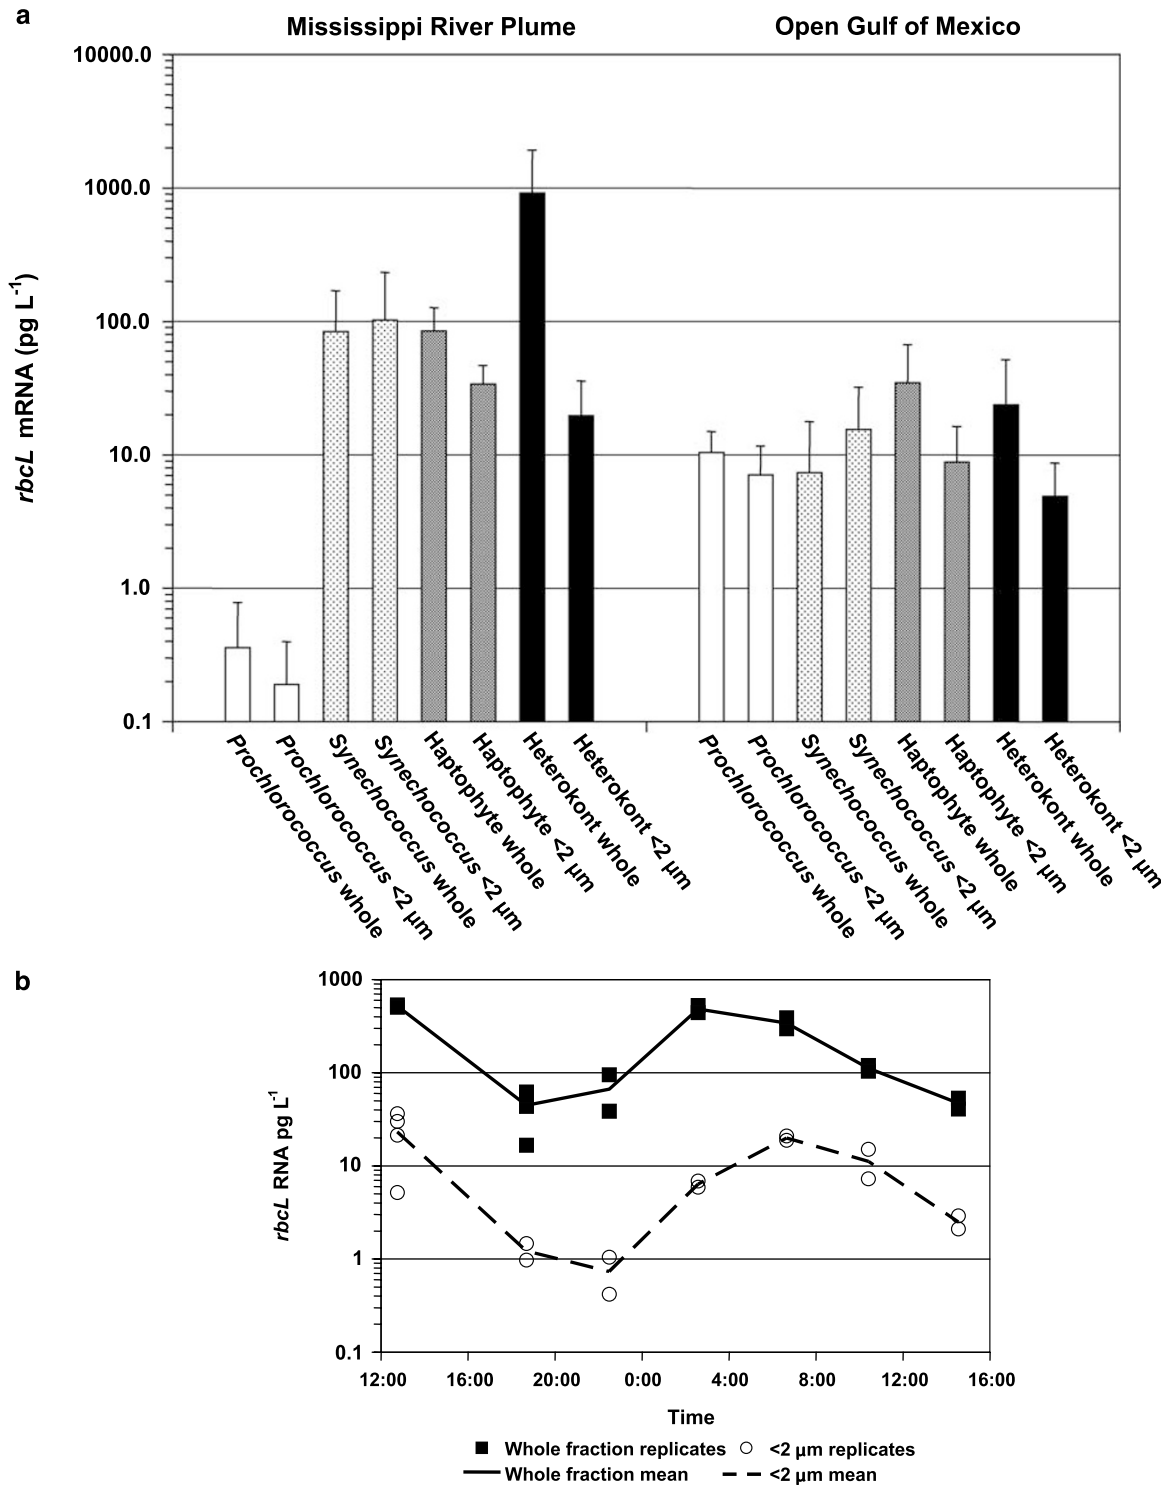 a
Mississippi River Plume
Open Gulf of Mexico
10000.0
1000.0
100.0
10.0
1.0
0.1
rbcL mRNA (pg L-1)
Prochlorococcus whole
Prochlorococcus <2 µm
Synechococcus whole
Synechococcus <2 µm
Haptophyte whole
Haptophyte <2 µm
Heterokont whole
Heterokont <2 µm
Prochlorococcus whole
Prochlorococcus <2 µm
Synechococcus whole
Synechococcus <2 µm
Haptophyte whole
Haptophyte <2 µm
Heterokont whole
Heterokont <2 µm
b
1000
100
10
1
0.1
rbcL RNA pg L-1
12:00 16:00 20:00 0:00 4:00 8:00 12:00 16:00
Time
Whole fraction replicates <2 µm replicates
Whole fraction mean <2 µm mean